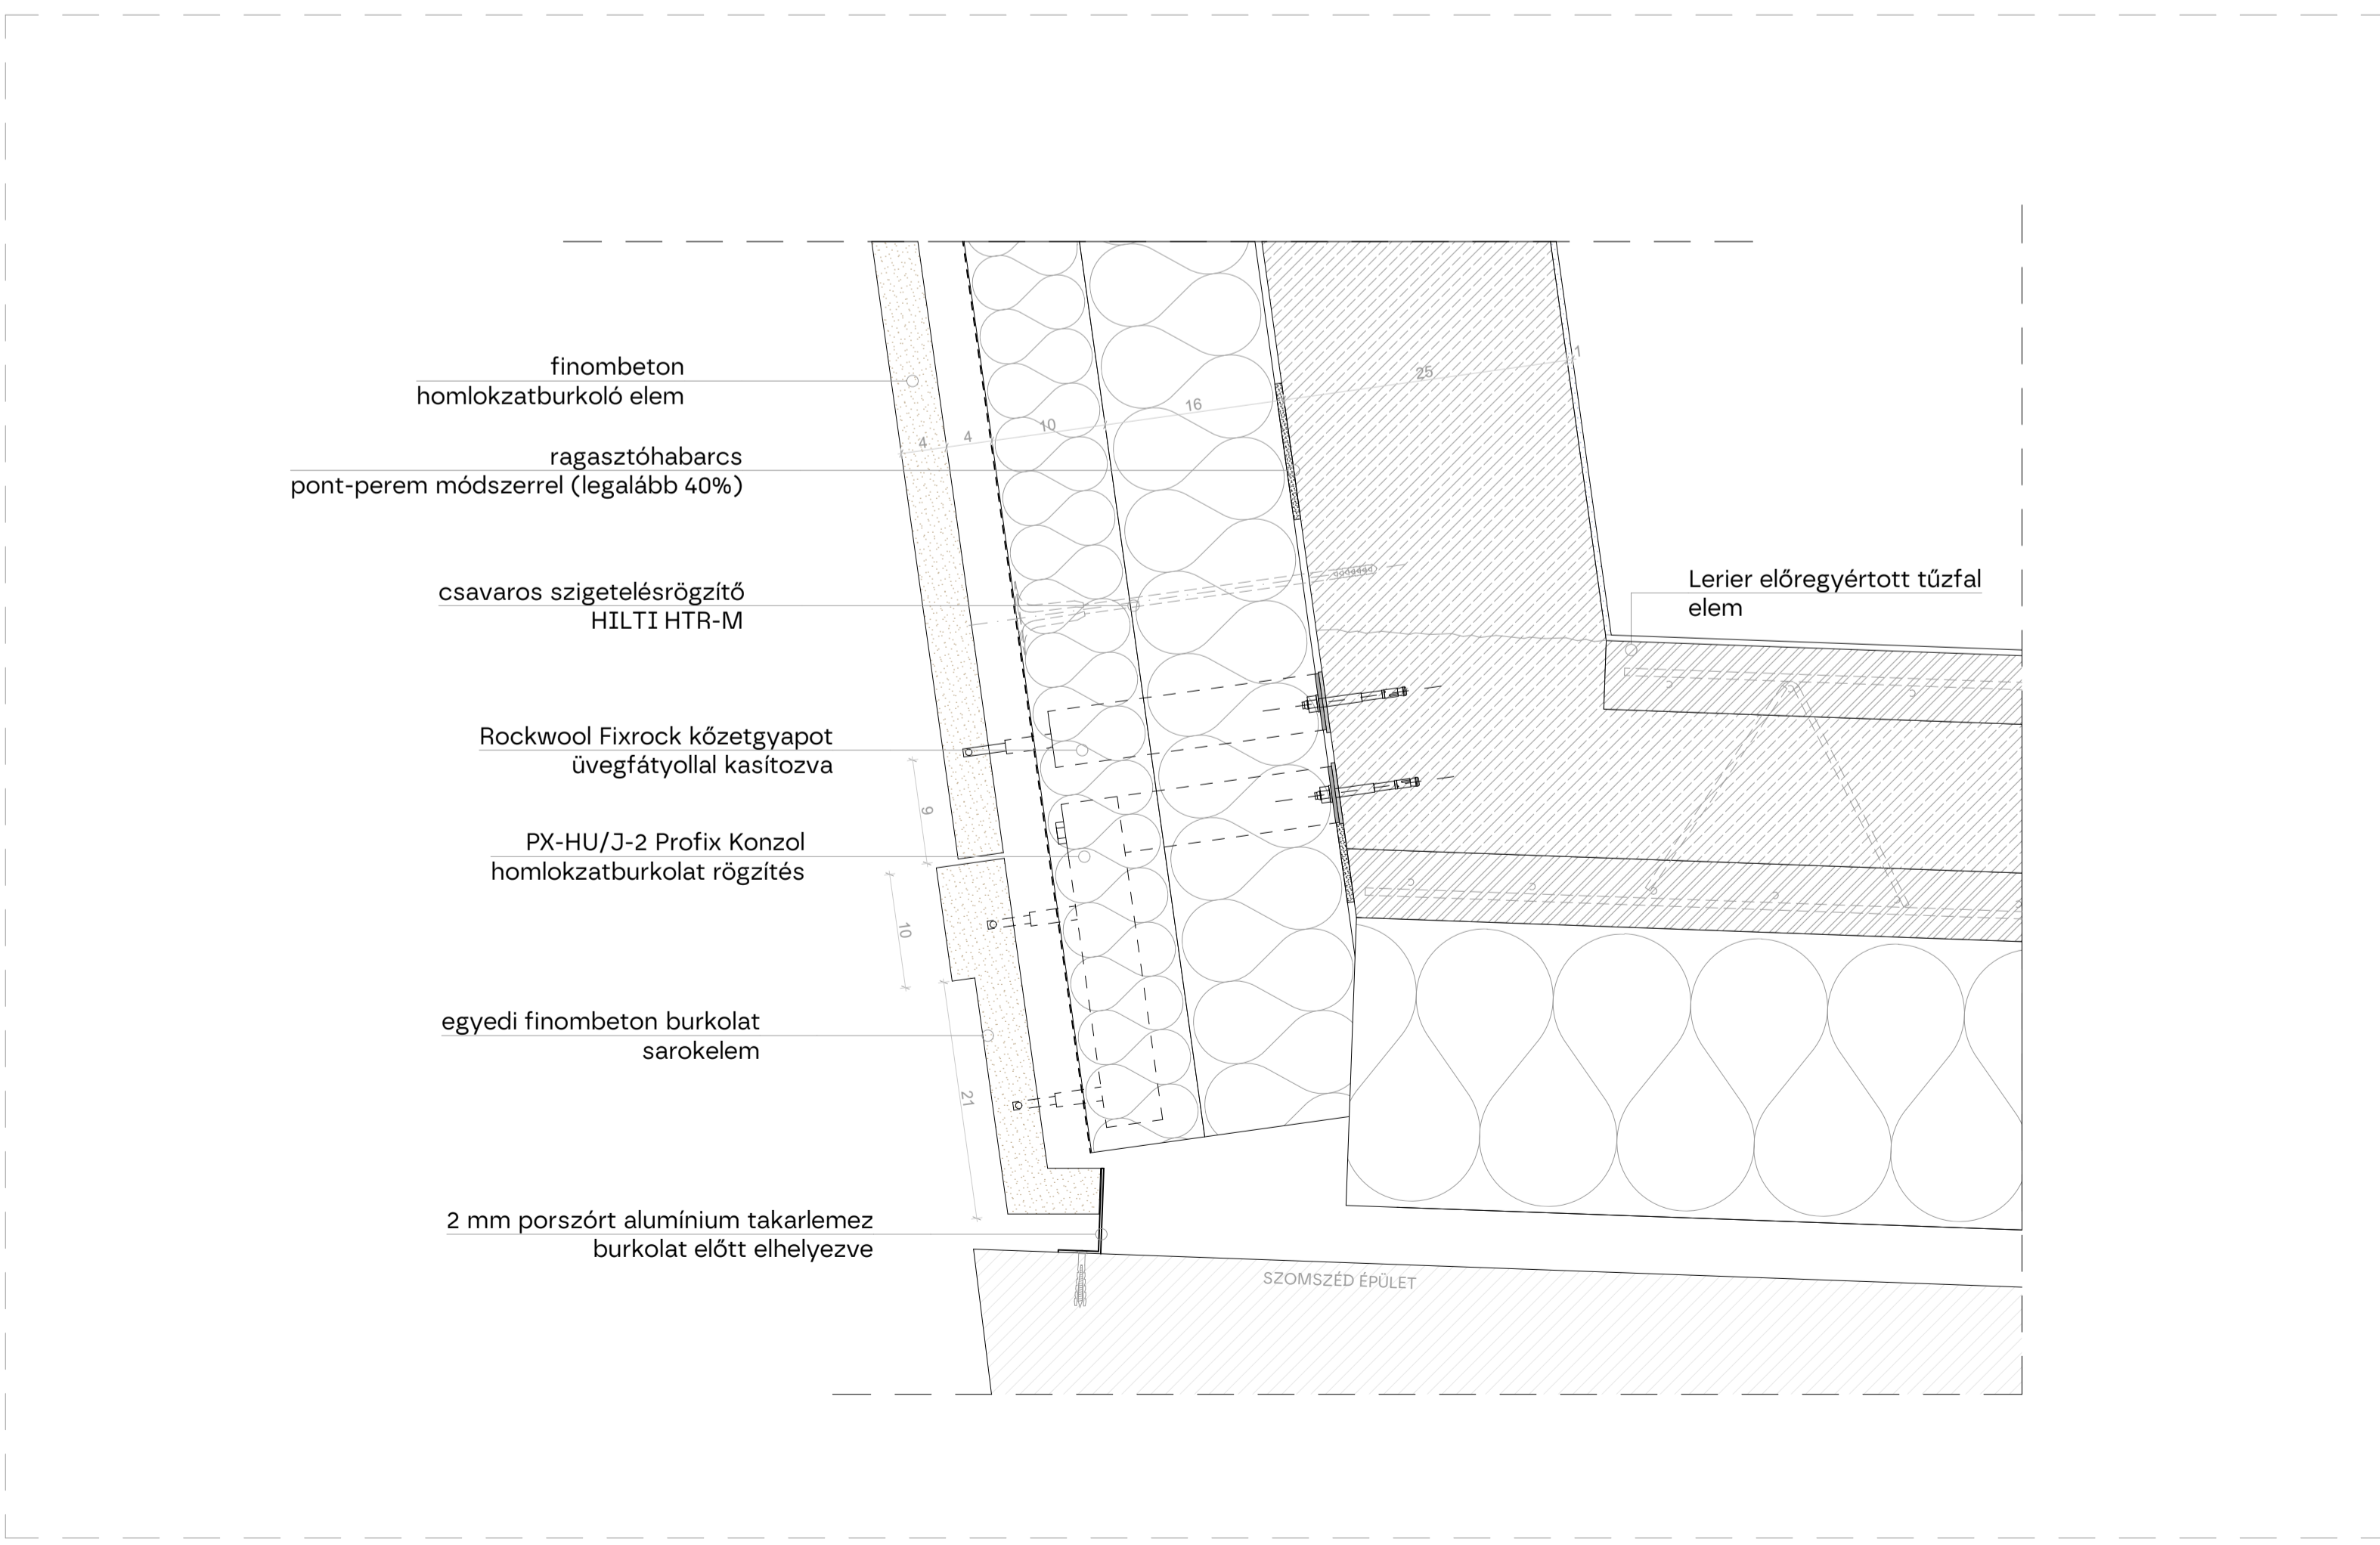 finombeton
homlokzatburkoló elem
1
25
16
10
4
4
ragasztóhabarcs
pont-perem módszerrel (legalább 40%)
csavaros szigetelésrögzítő
HILTI HTR-M
Lerier előregyértott tűzfal
elem
Rockwool Fixrock kőzetgyapot
üvegfátyollal kasítozva
9
PX-HU/J-2 Profix Konzol
homlokzatburkolat rögzítés
10
egyedi finombeton burkolat
sarokelem
21
2 mm porszórt alumínium takarlemez
burkolat előtt elhelyezve
SZOMSZÉD ÉPÜLET